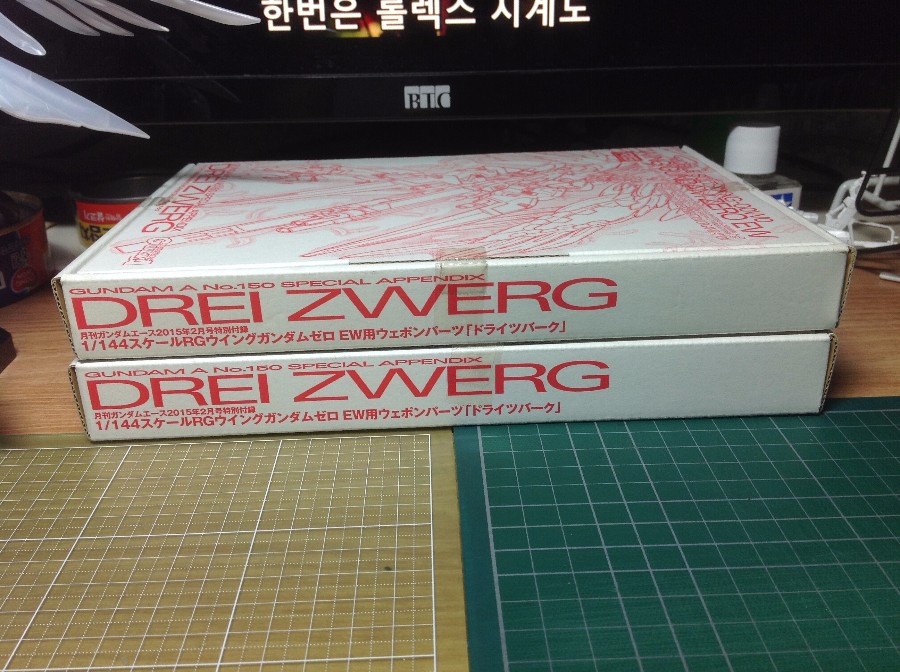 한번은 롤렉스 시계도
BTC
DREI ZWERG
GUNDAM A No.150 SPECIAL APPENDIX
DREI ZWERG
月刊ガンダムエース2015年2月号特別付録
1/144スケールRGウイングガンダムゼロ EW用ウェポンパーツ「ドライツバーク」
GUNDAM A No.150 SPECIAL APPENDIX
DREI ZWERG
月刊ガンダムエース2015年2月号特別付録
1/144スケールRGウイングガンダムゼロ EW用ウェポンパーツ「ドライツバーク」